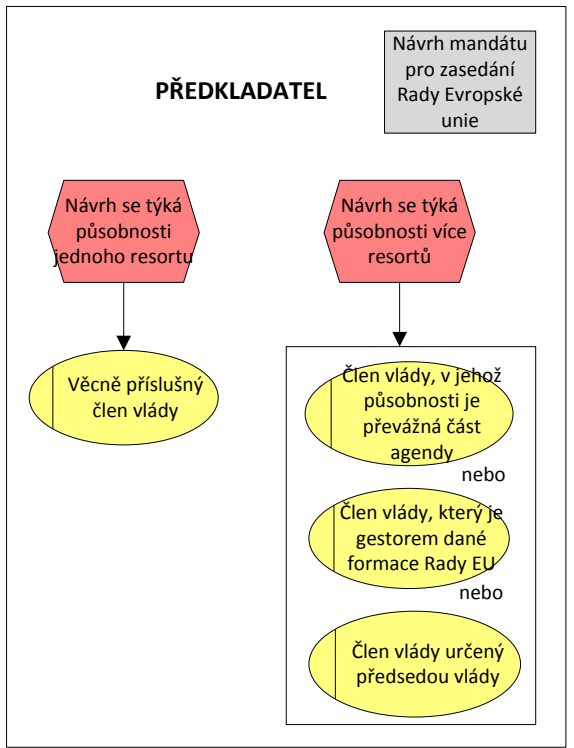 PŘEDKLADATEL
Návrh mandátu
pro zasedání
Rady Evropské
unie
Návrh se týká
působnosti
jednoho resortu
Návrh se týká
působnosti více
resortů
Věcně příslušný
člen vlády
Člen vlády, v jehož
působnosti je
převážná část
agendy
nebo
Člen vlády, který je
gestorem dané
formace Rady EU
nebo
Člen vlády určený
předsedou vlády